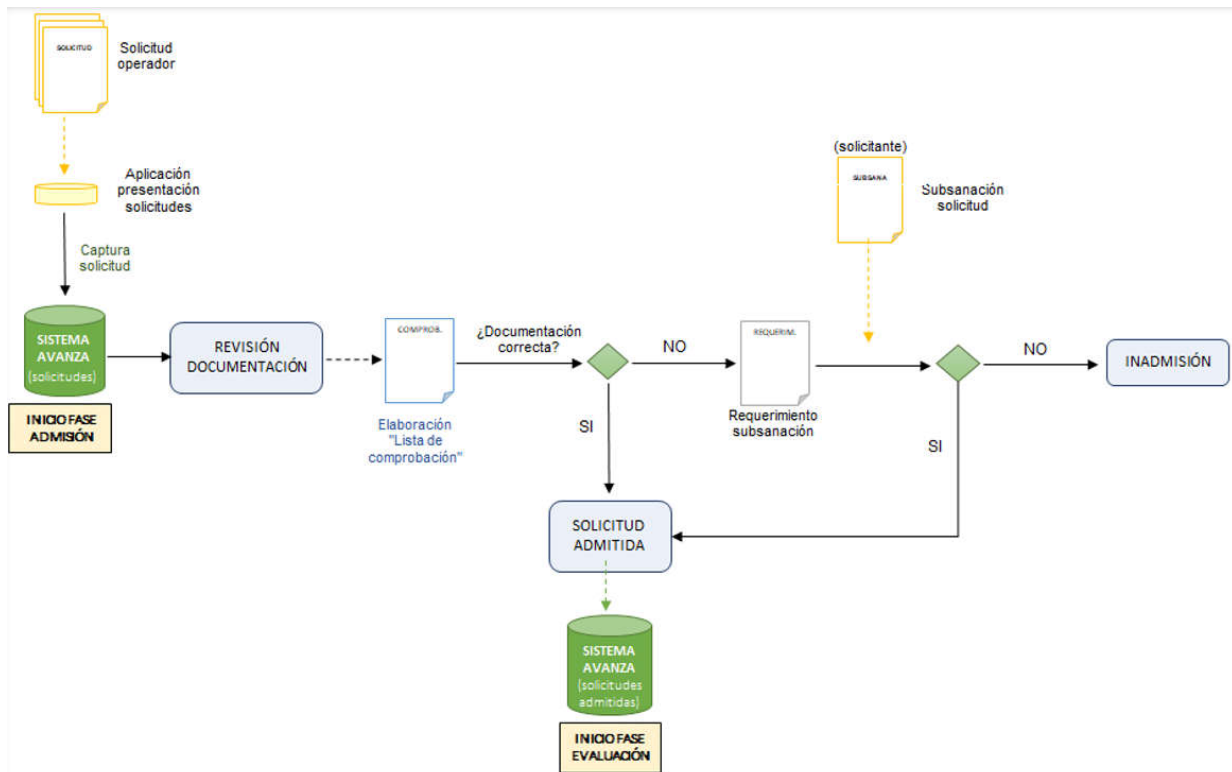 SOLICITUD
Solicitud
operador
Aplicación
presentación
solicitudes
Captura
solicitud
SISTEMA
AVANZA
(solicitudes)
INICIO FASE
ADMISIÓN
REVISIÓN
DOCUMENTACIÓN
COMPROB.
Elaboración
"Lista de
comprobación"
¿Documentación
correcta?
NO
SI
REQUERIM.
Requerimiento
subsanación
(solicitante)
SUBSANA
Subsanación
solicitud
NO
SI
INADMISIÓN
SOLICITUD
ADMITIDA
SISTEMA
AVANZA
(solicitudes
admitidas)
INICIO FASE
EVALUACIÓN